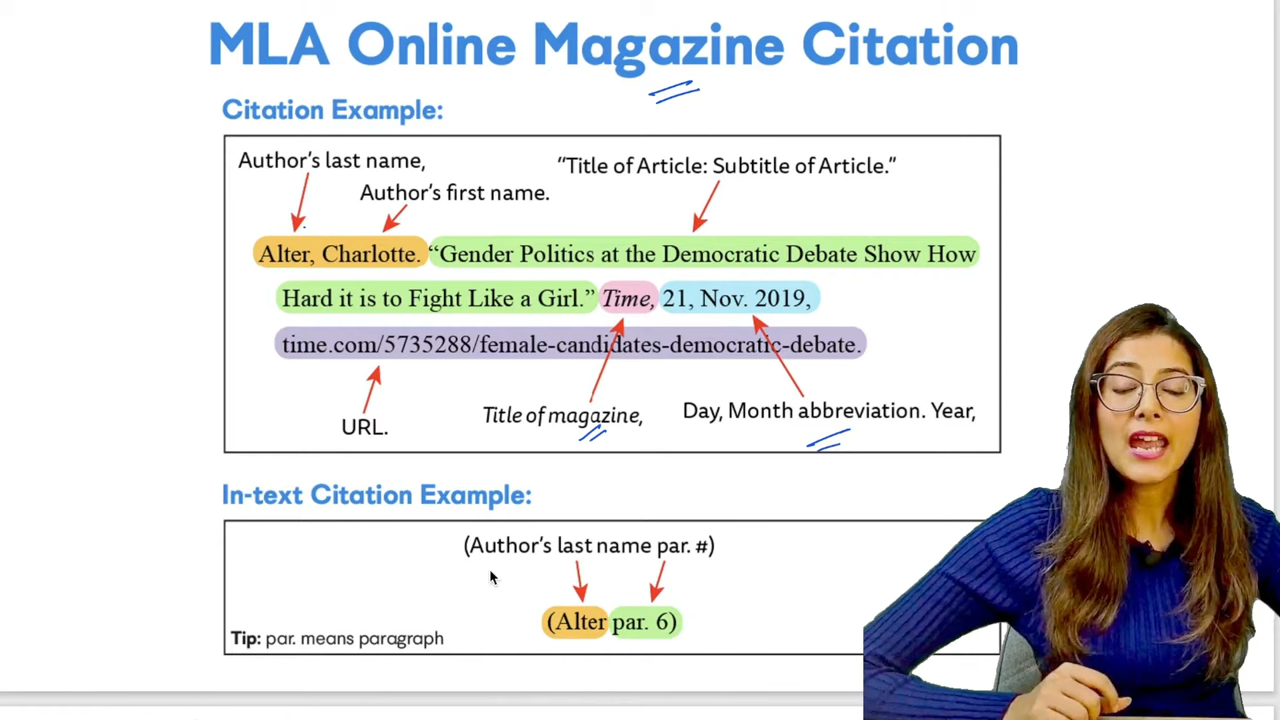 MLA Online Magazine Citation
Citation Example:
Author's last name,
“Title of Article: Subtitle of Article.”
Author's first name.
Alter, Charlotte. “Gender Politics at the Democratic Debate Show How
Hard it is to Fight Like a Girl.” Time, 21, Nov. 2019,
time.com/5735288/female-candidates-democratic-debate.
URL.
Title of magazine,
Day, Month abbreviation. Year,
In-text Citation Example:
(Author's last name par. #)
(Alter par. 6)
Tip: par. means paragraph